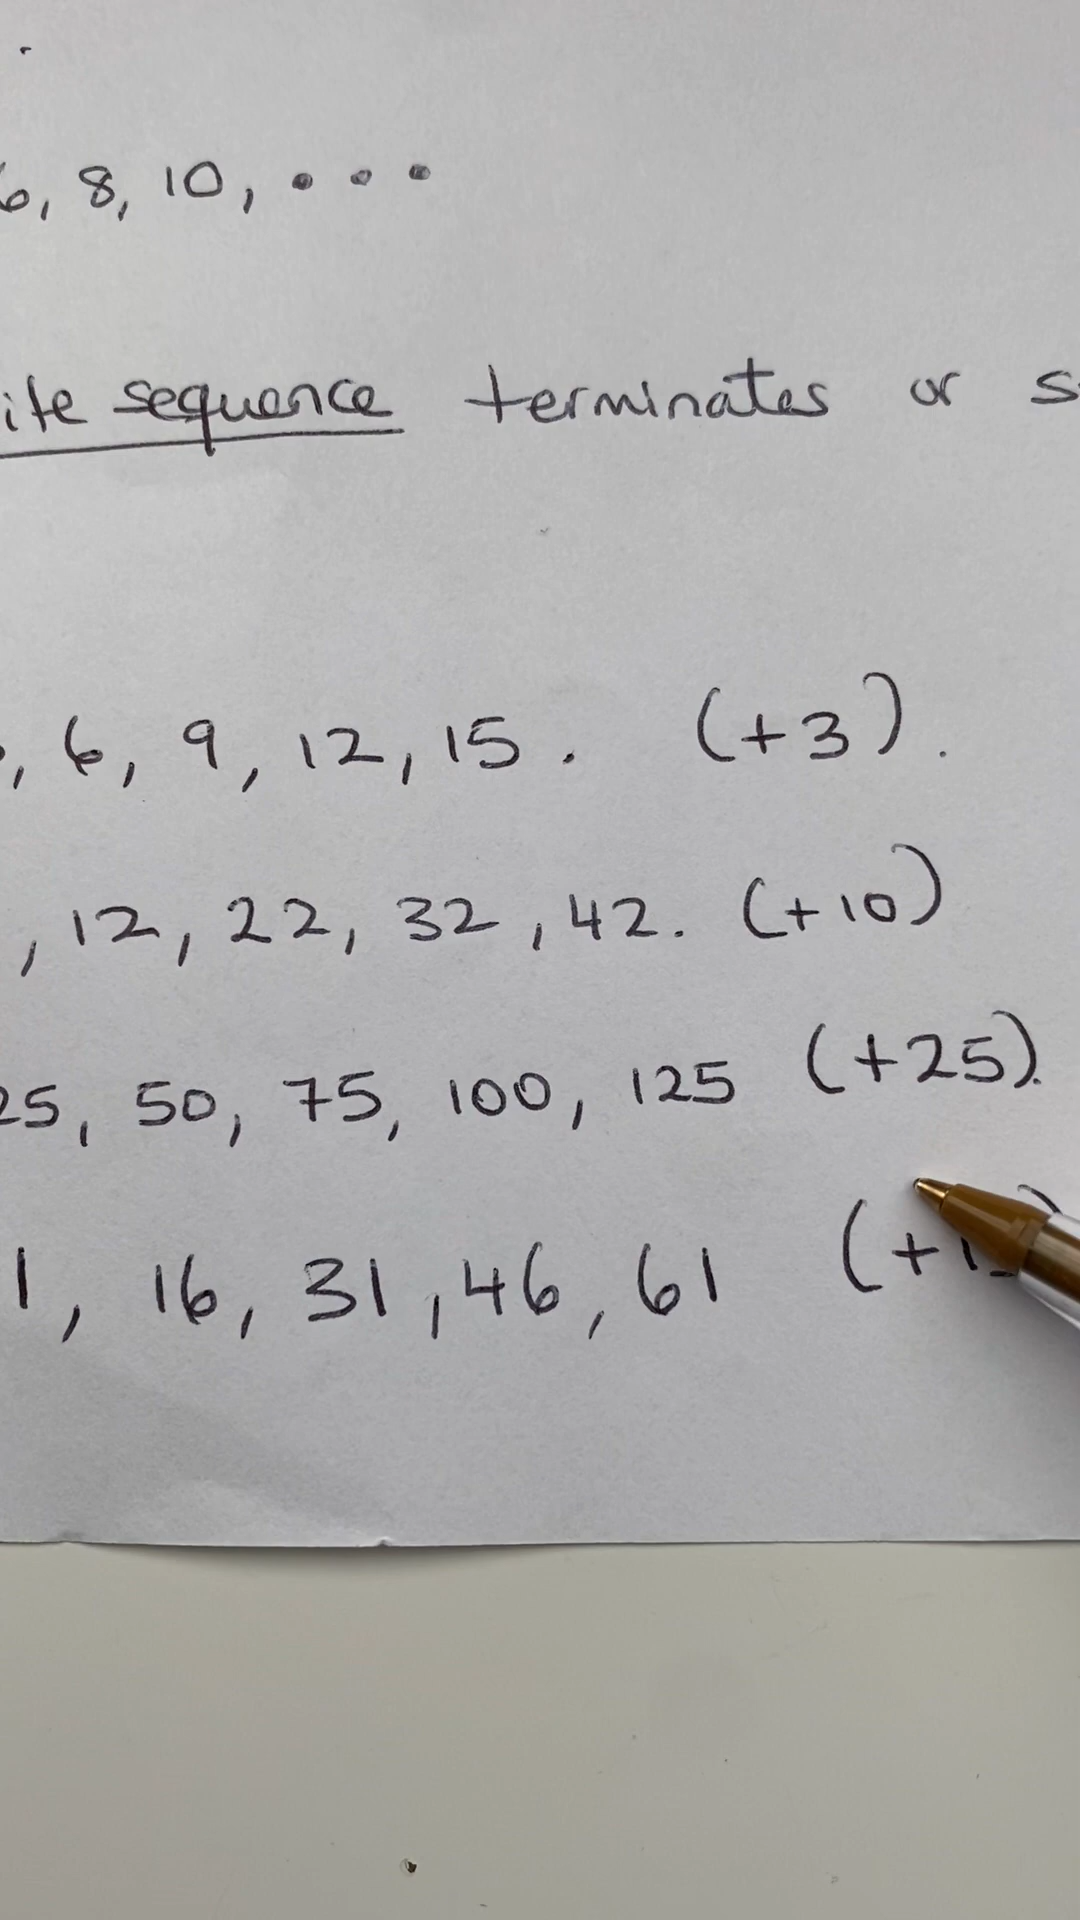 6, 8, 10, . . .
ite sequence terminates or s
, 6, 9, 12, 15. (+3).
, 12, 22, 32, 42. (+10)
25, 50, 75, 100, 125 (+25).
1, 16, 31, 46, 61 (+1